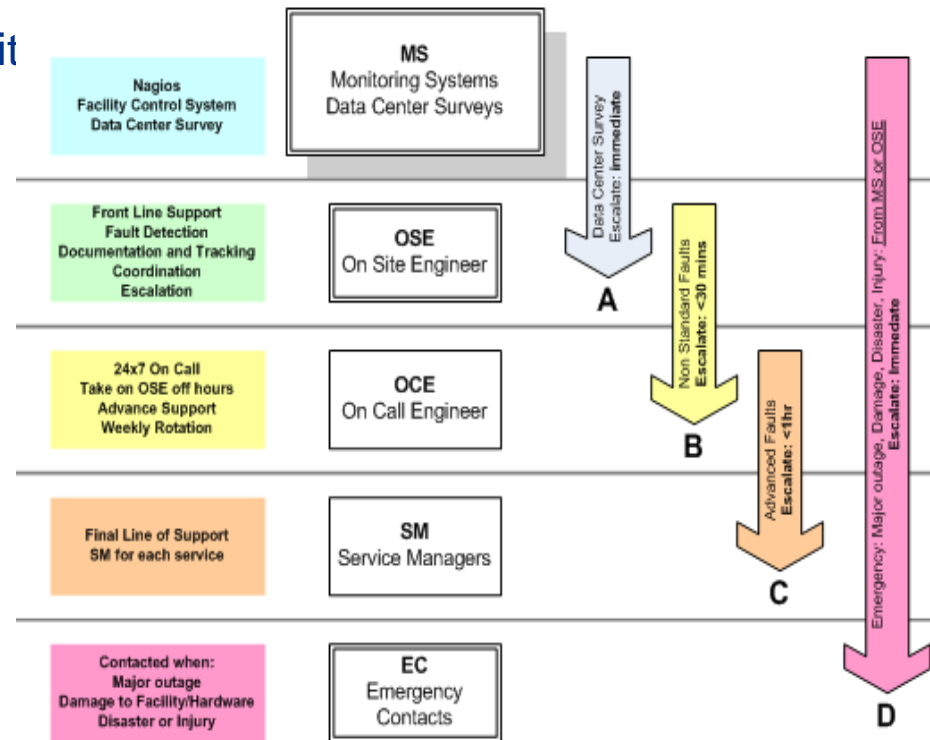 it
Nagios
Facility Control System
Data Center Survey
MS
Monitoring Systems
Data Center Surveys
Data Center Survey
Escalate: immediate
A
Front Line Support
Fault Detection
Documentation and Tracking
Coordination
Escalation
OSE
On Site Engineer
Non Standard Faults
Escalate: <30 mins
B
24x7 On Call
Take on OSE off hours
Advance Support
Weekly Rotation
OCE
On Call Engineer
Advanced Faults
Escalate: <1hr
C
Final Line of Support
SM for each service
SM
Service Managers
Emergency: Major outage, Damage, Disaster, Injury: From MS or OSE
Escalate: Immedate
D
Contacted when:
Major outage
Damage to Facility/Hardware
Disaster or Injury
EC
Emergency
Contacts